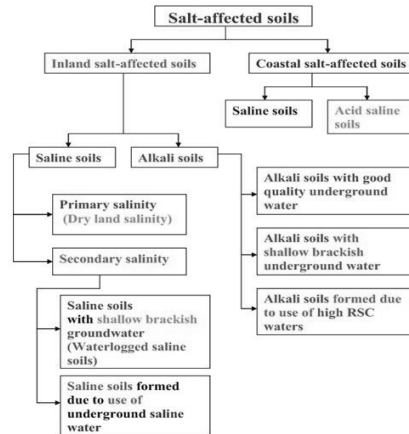 Salt-affected soils
Inland salt-affected soils
Coastal salt-affected soils
Saline soils
Acid saline
soils
Saline soils
Alkali soils
Primary salinity
(Dry land salinity)
Secondary salinity
Saline soils
with shallow brackish
groundwater
(Waterlogged saline
soils)
Saline soils formed
due to use of
underground saline
water
Alkali soils with good
quality underground
water
Alkali soils with
shallow brackish
underground water
Alkali soils formed due
to use of high RSC
waters